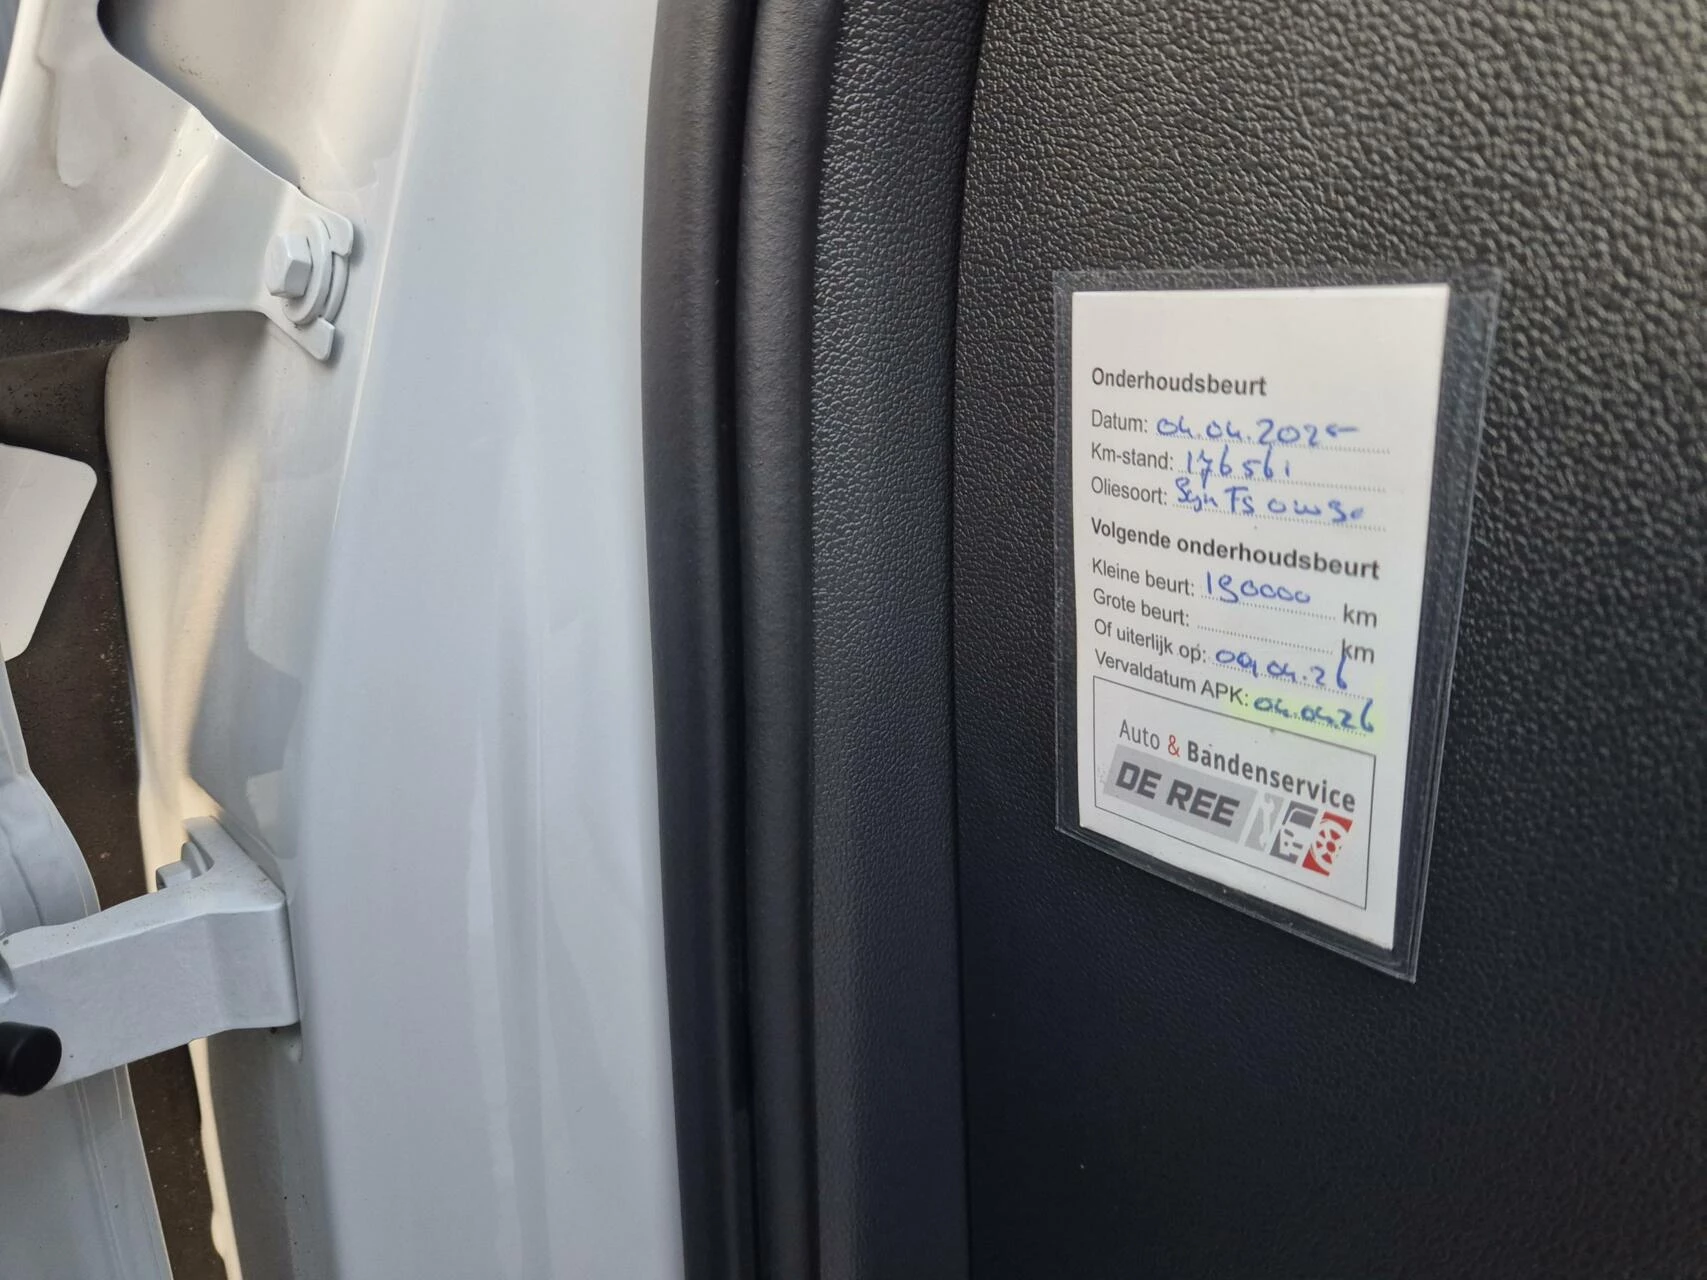 Onderhoudsbeurt
Datum: 04.04.2025
Km-stand: 176561
Oliesoort: Syn FS 0W30
Volgende onderhoudsbeurt
Kleine beurt: 190000 km
Grote beurt: km
Of uiterlijk op: 04.04.26
Vervaldatum APK: 04.04.26
Auto & Bandenservice
DE REE